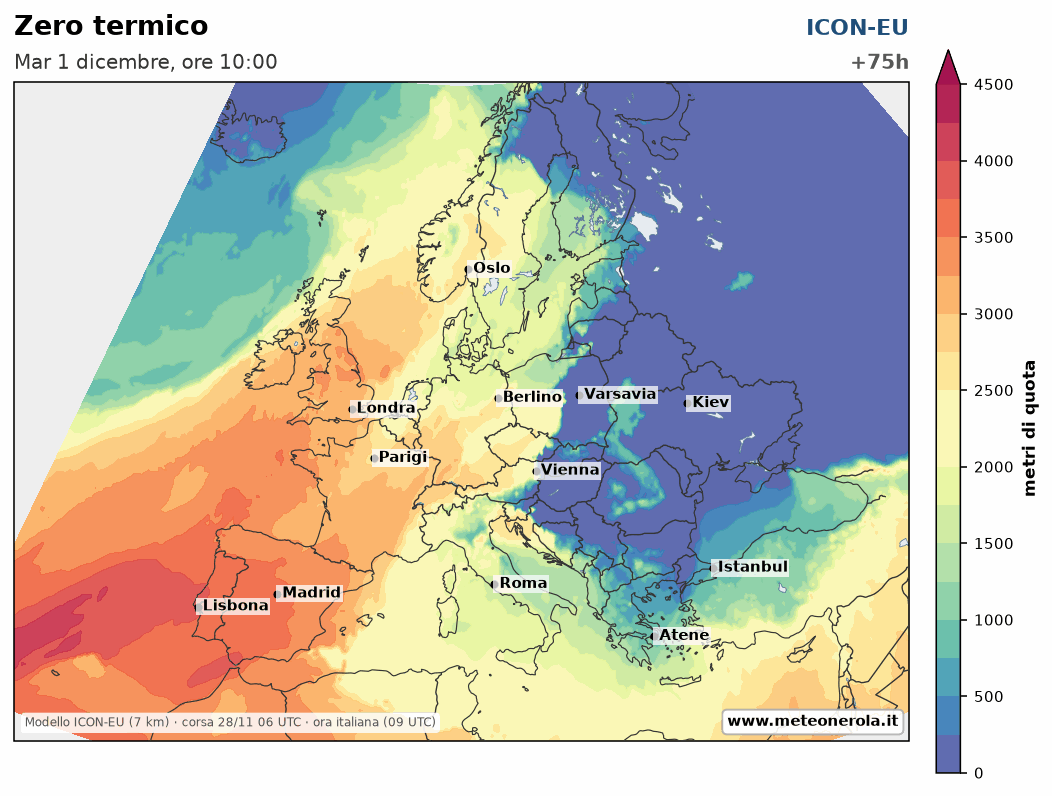 Zero termico
ICON-EU
Mar 1 dicembre, ore 10:00
+75h
4500
4000
3500
3000
2500
2000
1500
1000
500
0
metri di quota
Oslo
Berlino
Varsavia
Kiev
Londra
Parigi
Vienna
Istanbul
Roma
Madrid
Lisbona
Atene
Modello ICON-EU (7 km) · corsa 28/11 06 UTC · ora italiana (09 UTC)
www.meteonerola.it